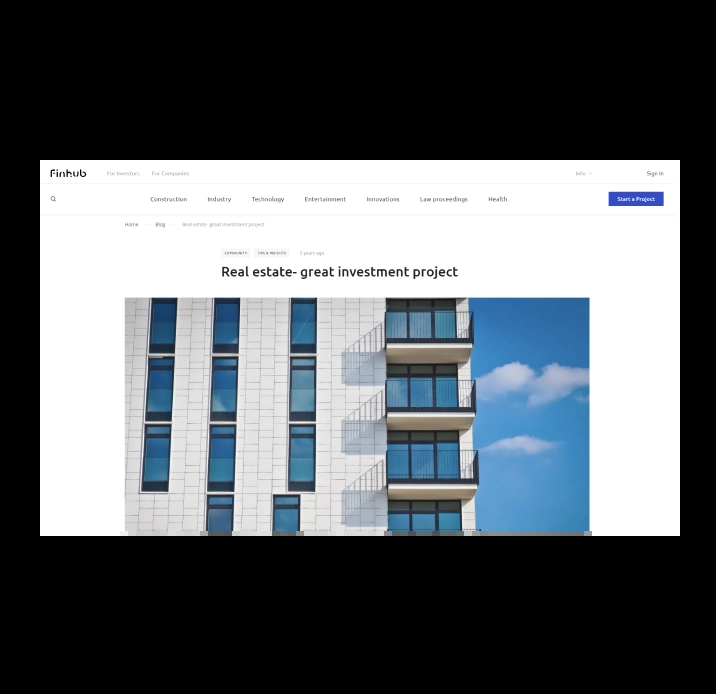 Finhub For Investors For Companies Info Sign In
Construction Industry Technology Entertainment Innovations Law proceedings Health Start a Project
Home Blog Real estate- great investment project
COMMUNITY TIPS & INSIGHTS 2 years ago
Real estate- great investment project